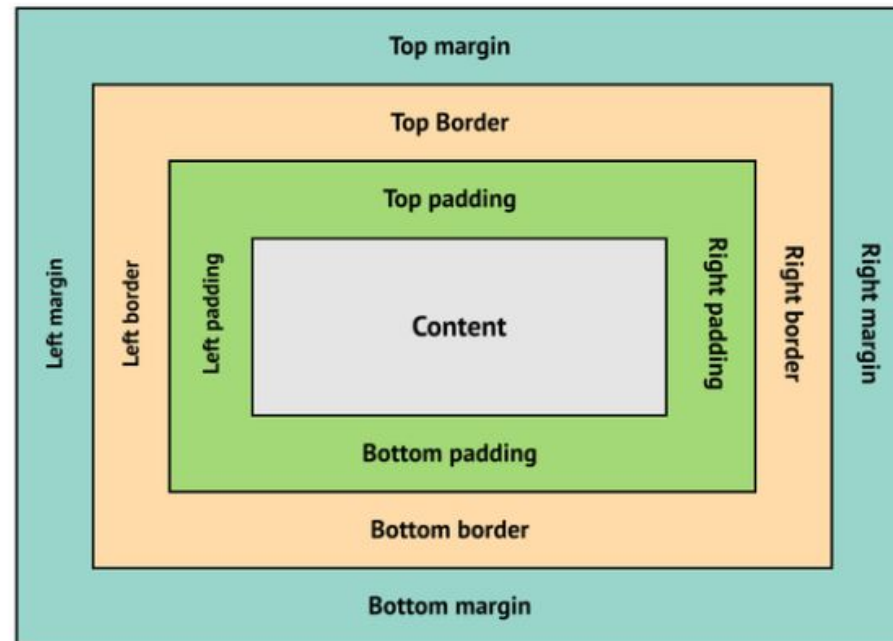 Top margin
Top Border
Top padding
Left margin
Left border
Left padding
Content
Right padding
Right border
Right margin
Bottom padding
Bottom border
Bottom margin